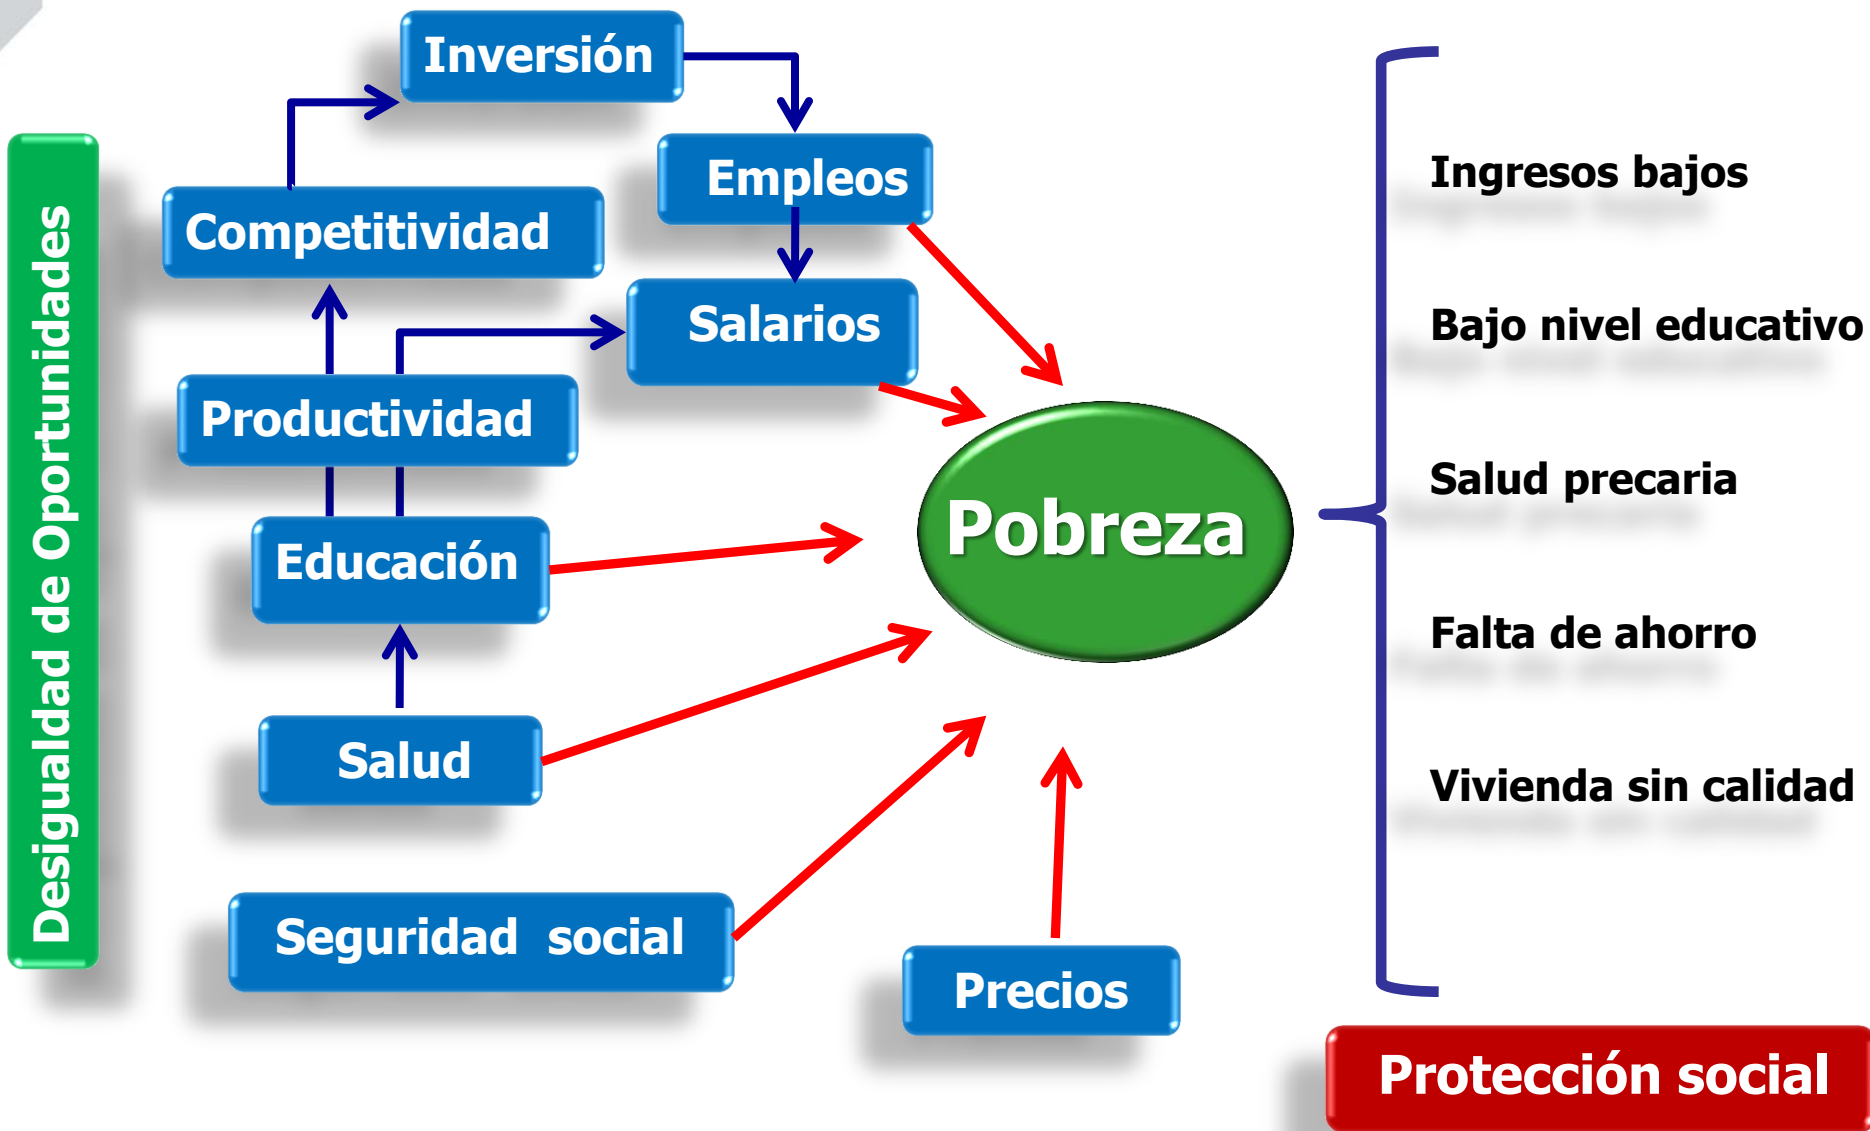 Desigualdad de Oportunidades
Inversión
Empleos
Competitividad
Salarios
Productividad
Educación
Salud
Seguridad social
Precios
Pobreza
Ingresos bajos
Bajo nivel educativo
Salud precaria
Falta de ahorro
Vivienda sin calidad
Protección social